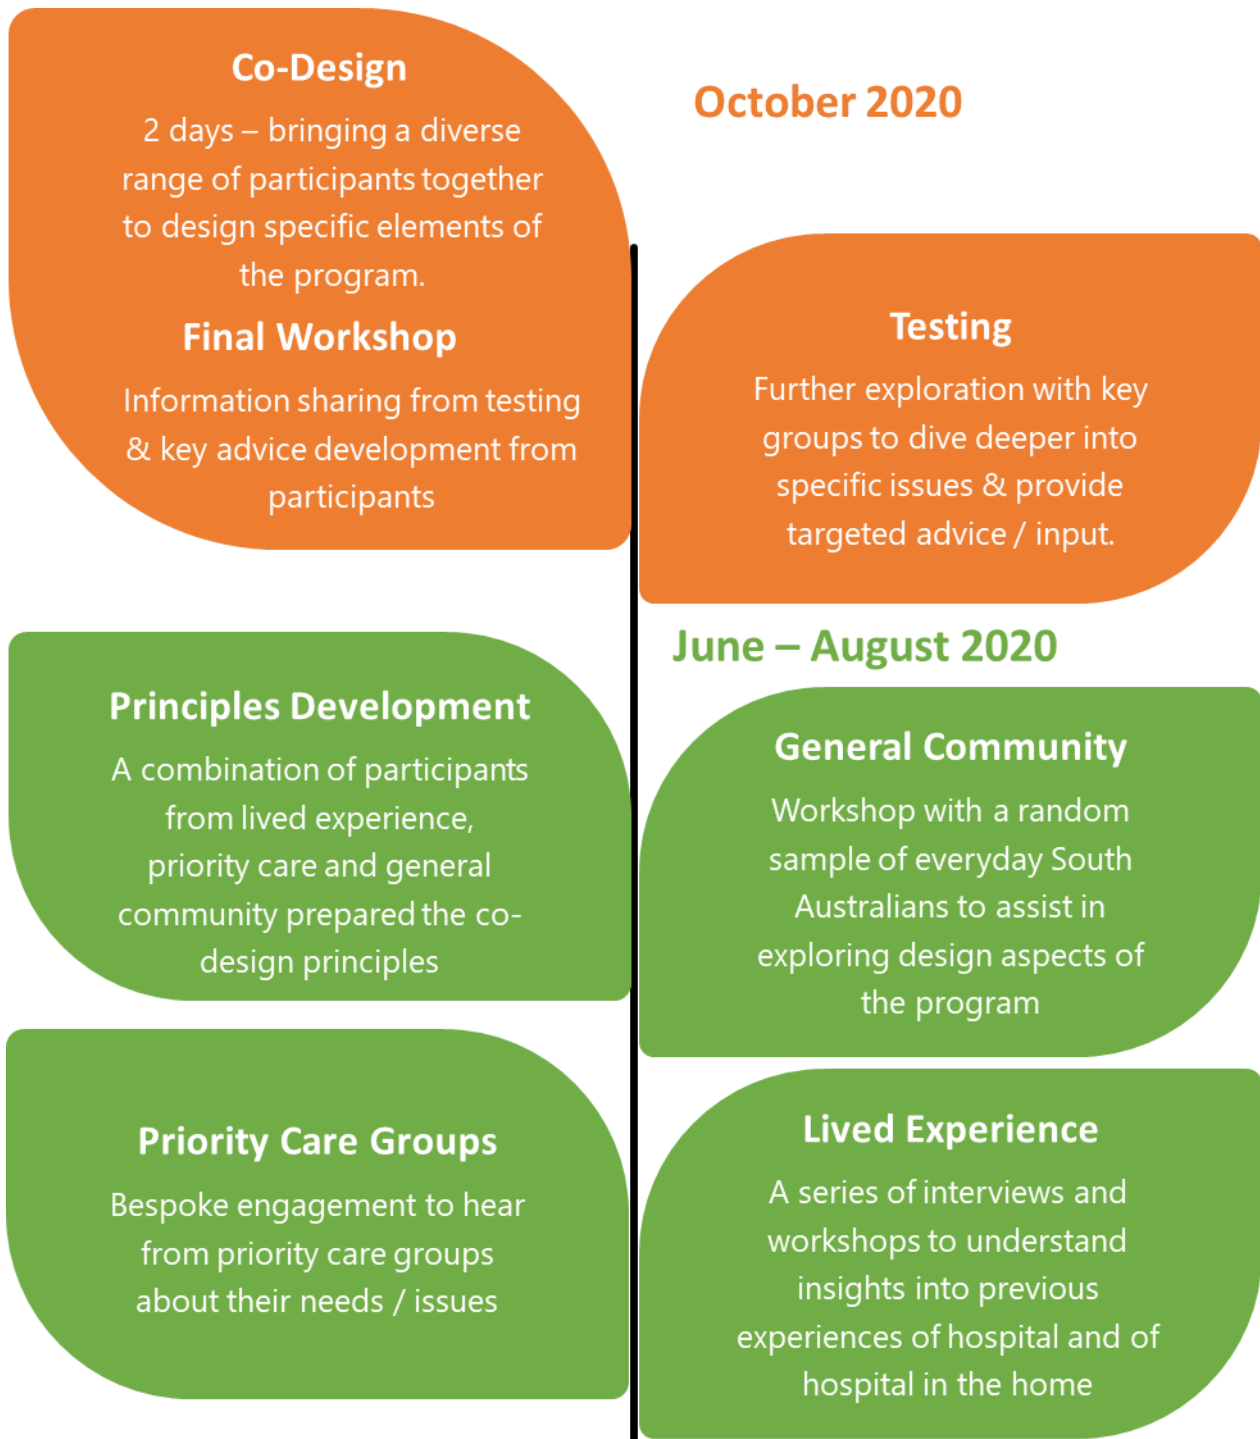 Co-Design
2 days – bringing a diverse
range of participants together
to design specific elements of
the program.
Final Workshop
Information sharing from testing
& key advice development from
participants
October 2020
Testing
Further exploration with key
groups to dive deeper into
specific issues & provide
targeted advice / input.
June – August 2020
Principles Development
A combination of participants
from lived experience,
priority care and general
community prepared the co-
design principles
General Community
Workshop with a random
sample of everyday South
Australians to assist in
exploring design aspects of
the program
Priority Care Groups
Bespoke engagement to hear
from priority care groups
about their needs / issues
Lived Experience
A series of interviews and
workshops to understand
insights into previous
experiences of hospital and of
hospital in the home